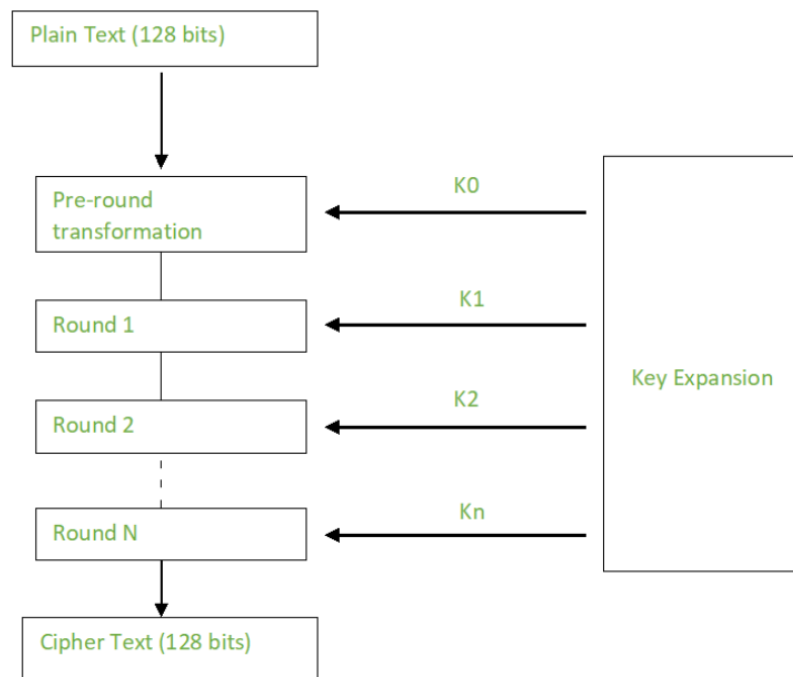 Plain Text (128 bits)
Pre-round
transformation
K0
Round 1
K1
Round 2
K2
Key Expansion
Round N
Kn
Cipher Text (128 bits)